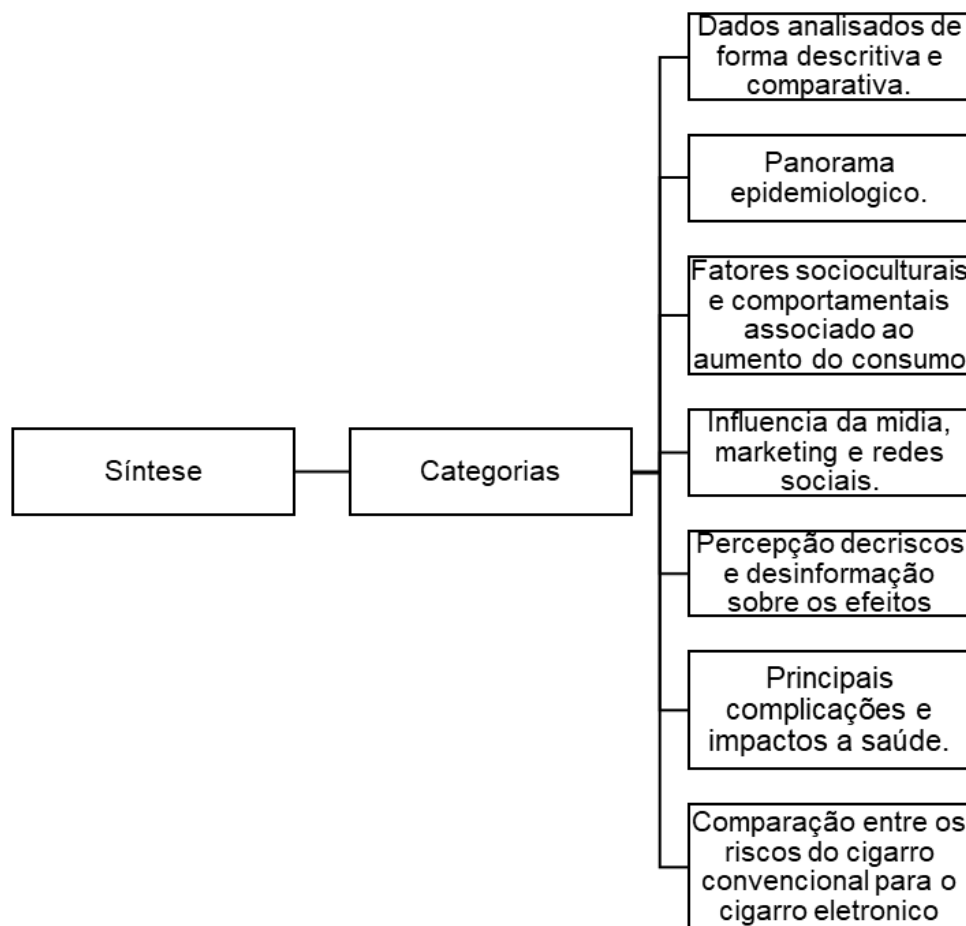 Síntese
Categorias
Dados analisados de
forma descritiva e
comparativa.
Panorama
epidemiologico.
Fatores socioculturais
e comportamentais
associado ao
aumento do consumo
Influencia da midia,
marketing e redes
sociais.
Percepção decriscos
e desinformação
sobre os efeitos
Principais
complicações e
impactos a saúde.
Comparação entre os
riscos do cigarro
convencional para o
cigarro eletronico